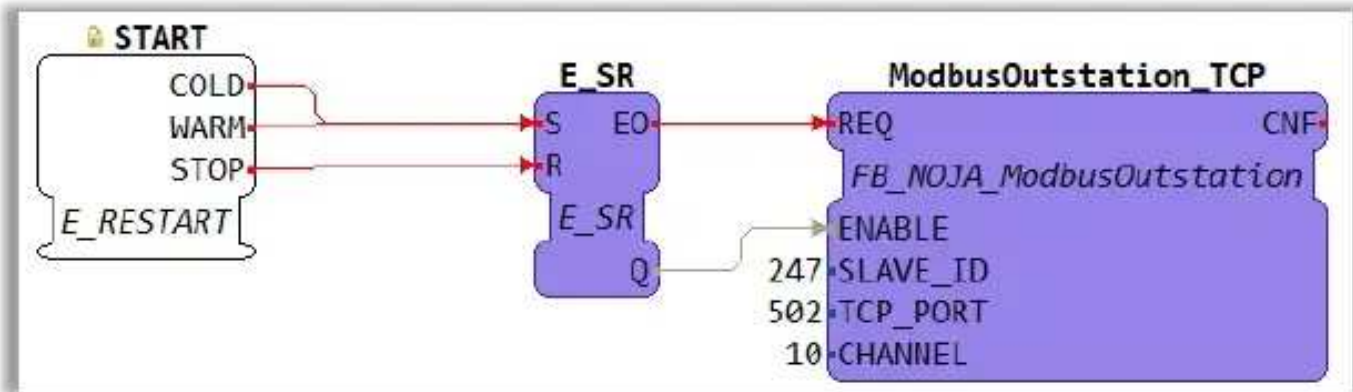 START
COLD
WARM
STOP
E_RESTART
E_SR
S EO
R
E_SR
Q
ModbusOutstation_TCP
REQ CNF
FB_NOJA_ModbusOutstation
ENABLE
247 SLAVE_ID
502 TCP_PORT
10 CHANNEL